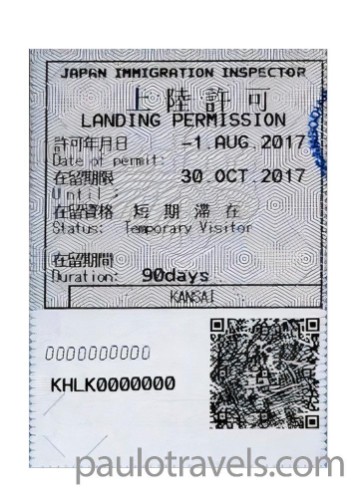 JAPAN IMMIGRATION INSPECTOR
上陸許可
LANDING PERMISSION
許可年月日 -1.AUG.2017
Date of permit:
在留期限 30.OCT.2017
Until:
在留資格 短期滞在
Status: Temporary Visitor
在留期間
Duration: 90days
KANSAI
0000000000
KHLK0000000
paulotravels.com